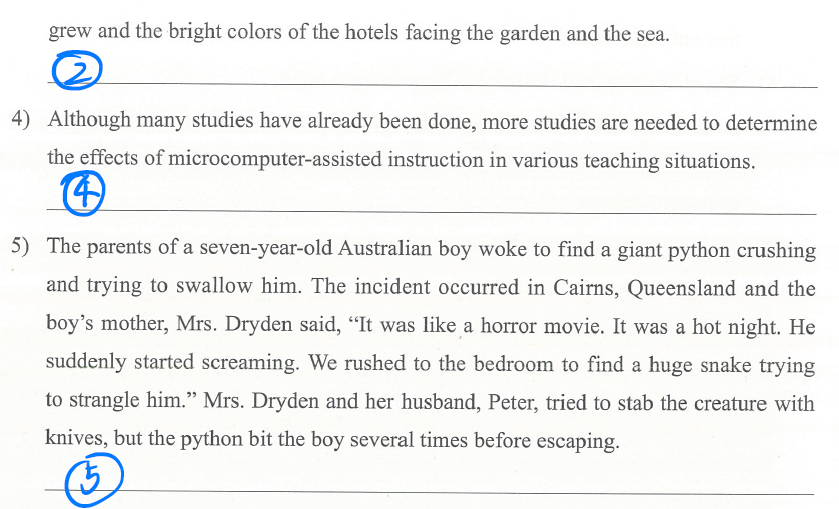 grew and the bright colors of the hotels facing the garden and the sea.
②
4) Although many studies have already been done, more studies are needed to determine
the effects of microcomputer-assisted instruction in various teaching situations.
④
5) The parents of a seven-year-old Australian boy woke to find a giant python crushing
and trying to swallow him. The incident occurred in Cairns, Queensland and the
boy's mother, Mrs. Dryden said, “It was like a horror movie. It was a hot night. He
suddenly started screaming. We rushed to the bedroom to find a huge snake trying
to strangle him.” Mrs. Dryden and her husband, Peter, tried to stab the creature with
knives, but the python bit the boy several times before escaping.
⑤